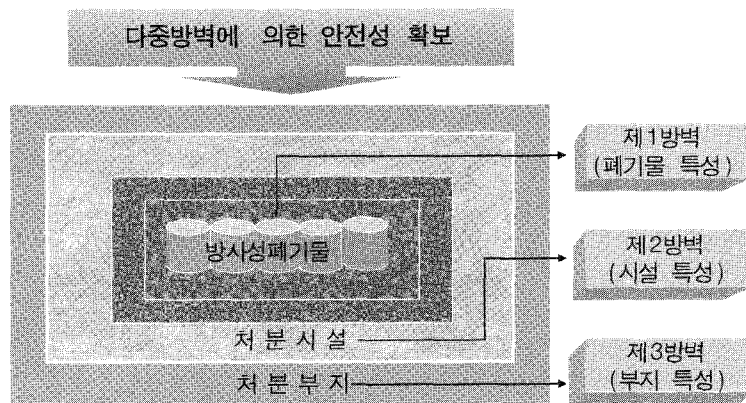 다중방벽에 의한 안전성 확보
제1방벽
(폐기물 특성)
방사성폐기물
제2방벽
(시설 특성)
처 분 시 설
제3방벽
(부지 특성)
처 분 부 지